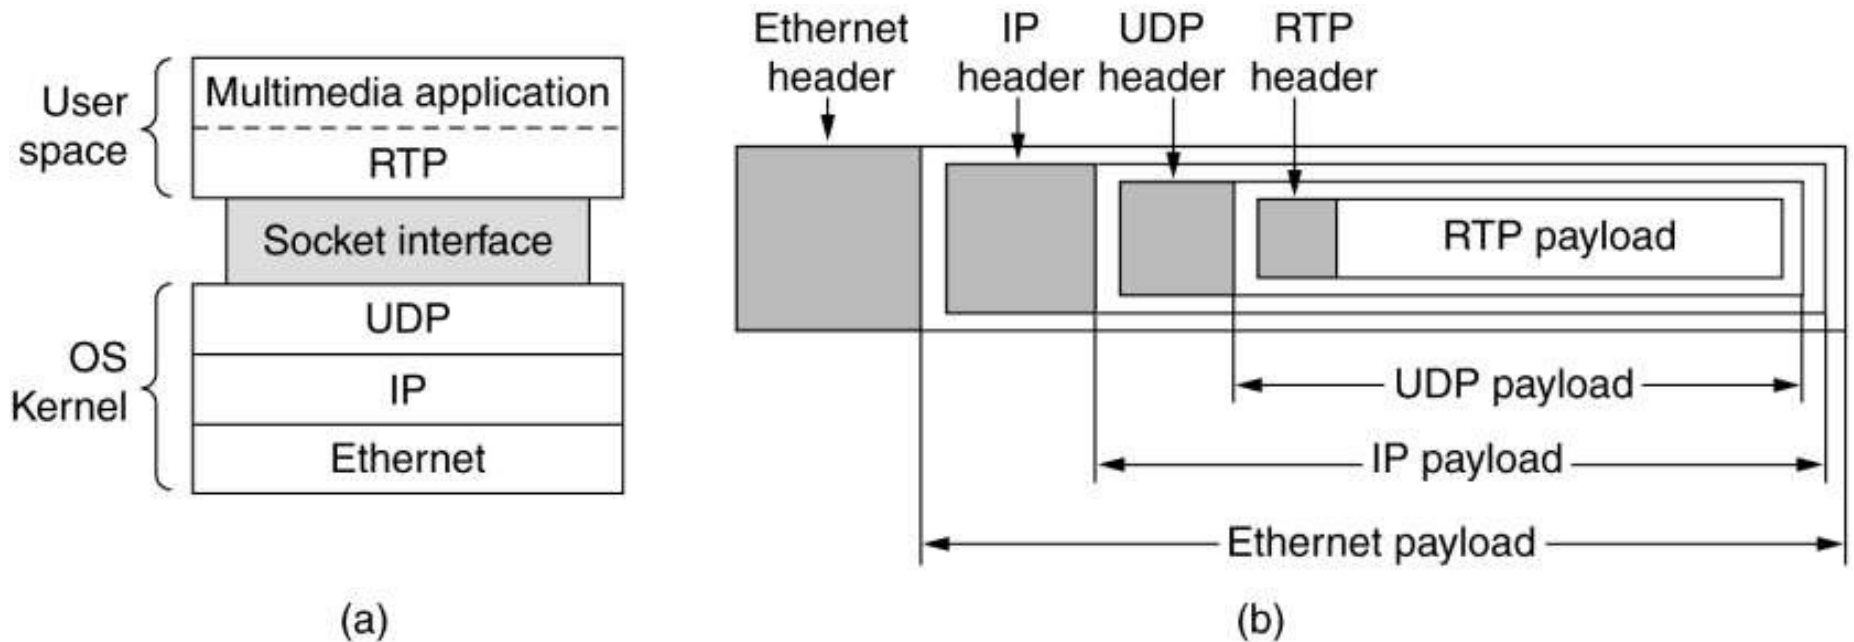 User
space
Multimedia application
RTP
Socket interface
OS
Kernel
UDP
IP
Ethernet
(a)
Ethernet
header
IP
header
UDP
header
RTP
header
RTP payload
UDP payload
IP payload
Ethernet payload
(b)